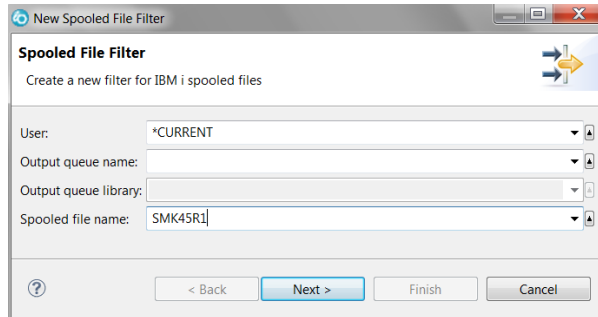 New Spooled File Filter
Spooled File Filter
Create a new filter for IBM i spooled files
User: *CURRENT
Output queue name:
Output queue library:
Spooled file name: SMK45R1
? < Back Next > Finish Cancel